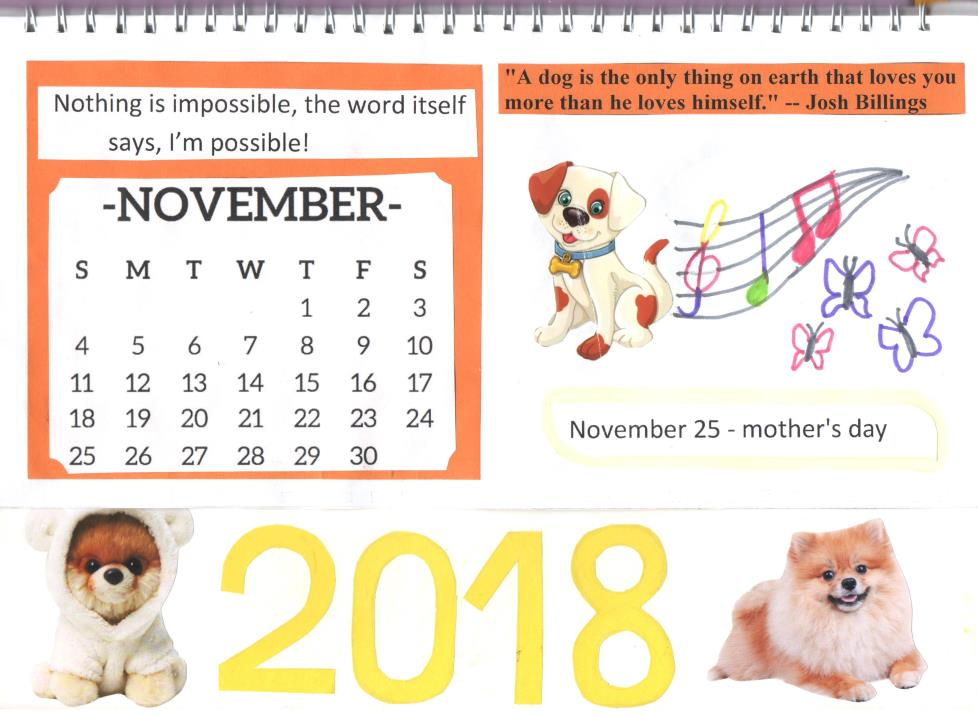 Nothing is impossible, the word itself
says, I'm possible!
-NOVEMBER-
S M T W T F S
1 2 3
4 5 6 7 8 9 10
11 12 13 14 15 16 17
18 19 20 21 22 23 24
25 26 27 28 29 30
"A dog is the only thing on earth that loves you
more than he loves himself." -- Josh Billings
November 25 - mother's day
2018